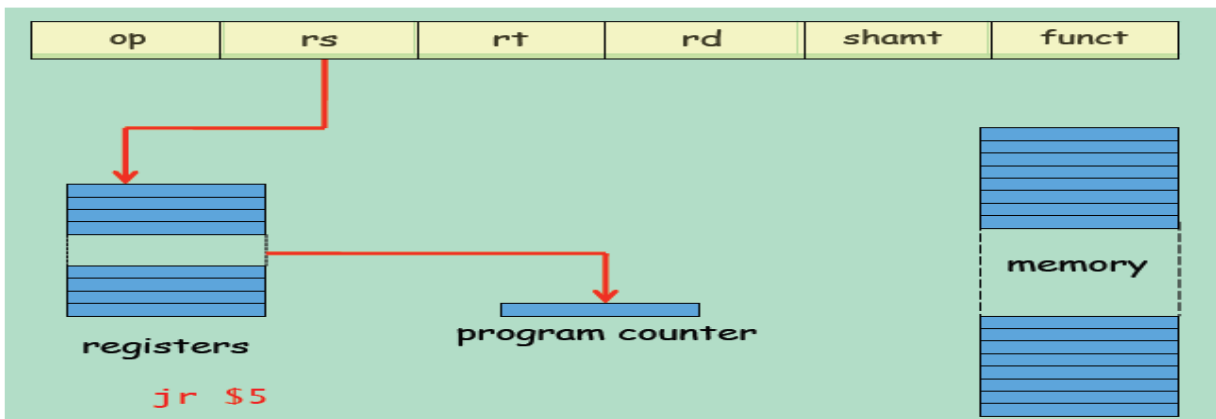 op rs rt rd shamt funct
memory
program counter
registers
jr $5